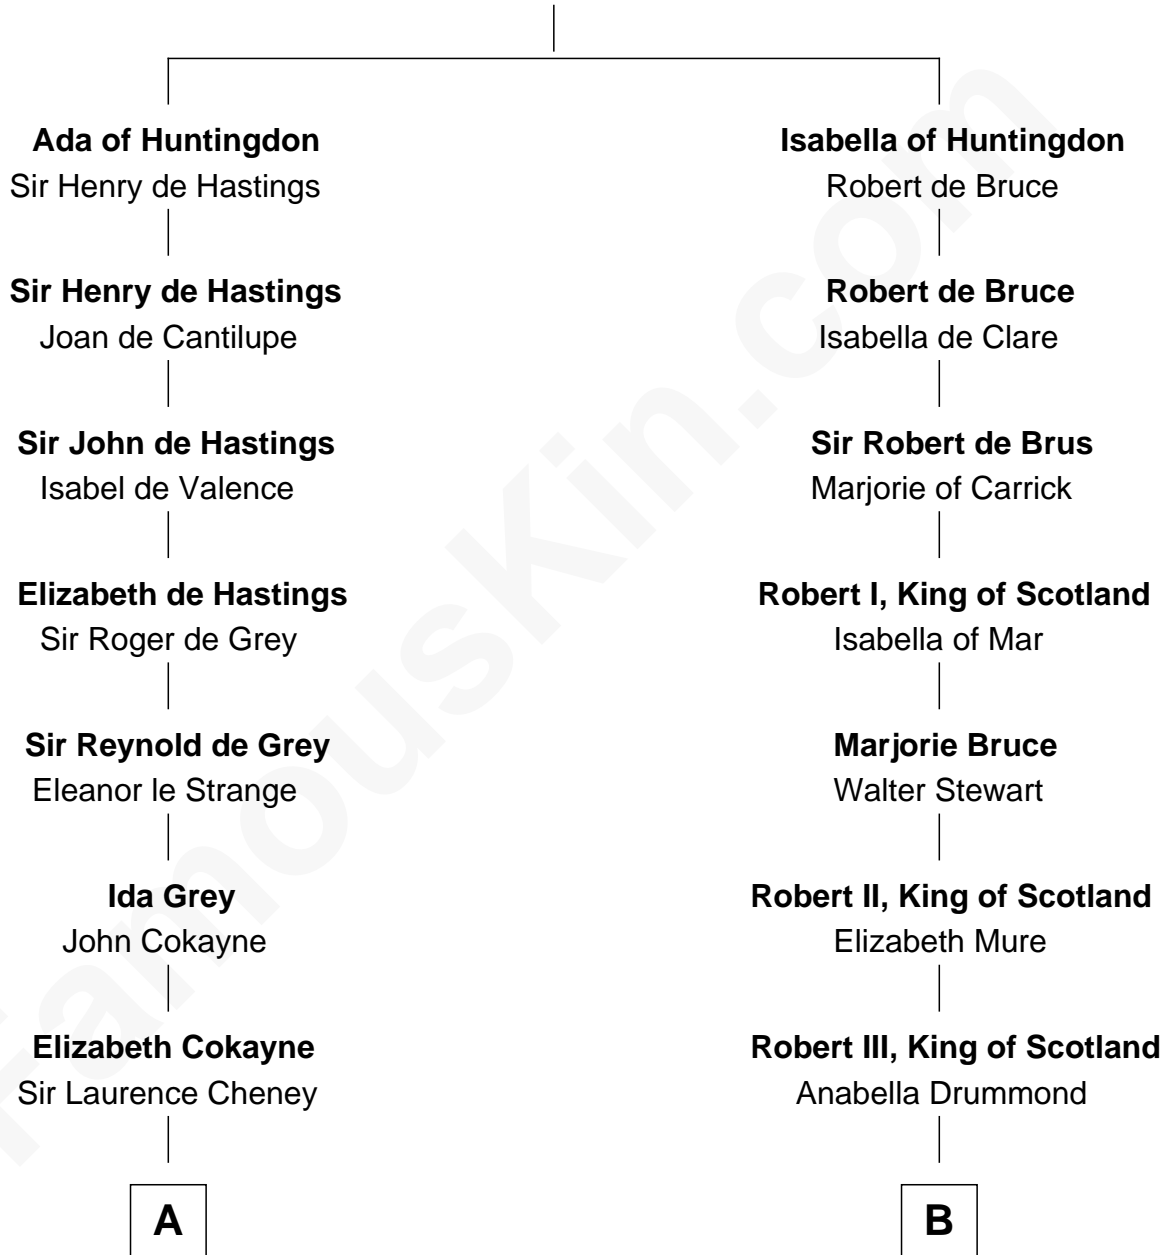 Ada of Huntingdon
Sir Henry de Hastings
Sir Henry de Hastings
Joan de Cantilupe
Sir John de Hastings
Isabel de Valence
Elizabeth de Hastings
Sir Roger de Grey
Sir Reynold de Grey
Eleanor le Strange
Ida Grey
John Cokayne
Elizabeth Cokayne
Sir Laurence Cheney
A
Isabella of Huntingdon
Robert de Bruce
Robert de Bruce
Isabella de Clare
Sir Robert de Brus
Marjorie of Carrick
Robert I, King of Scotland
Isabella of Mar
Marjorie Bruce
Walter Stewart
Robert II, King of Scotland
Elizabeth Mure
Robert III, King of Scotland
Anabella Drummond
B
FamousKin.com